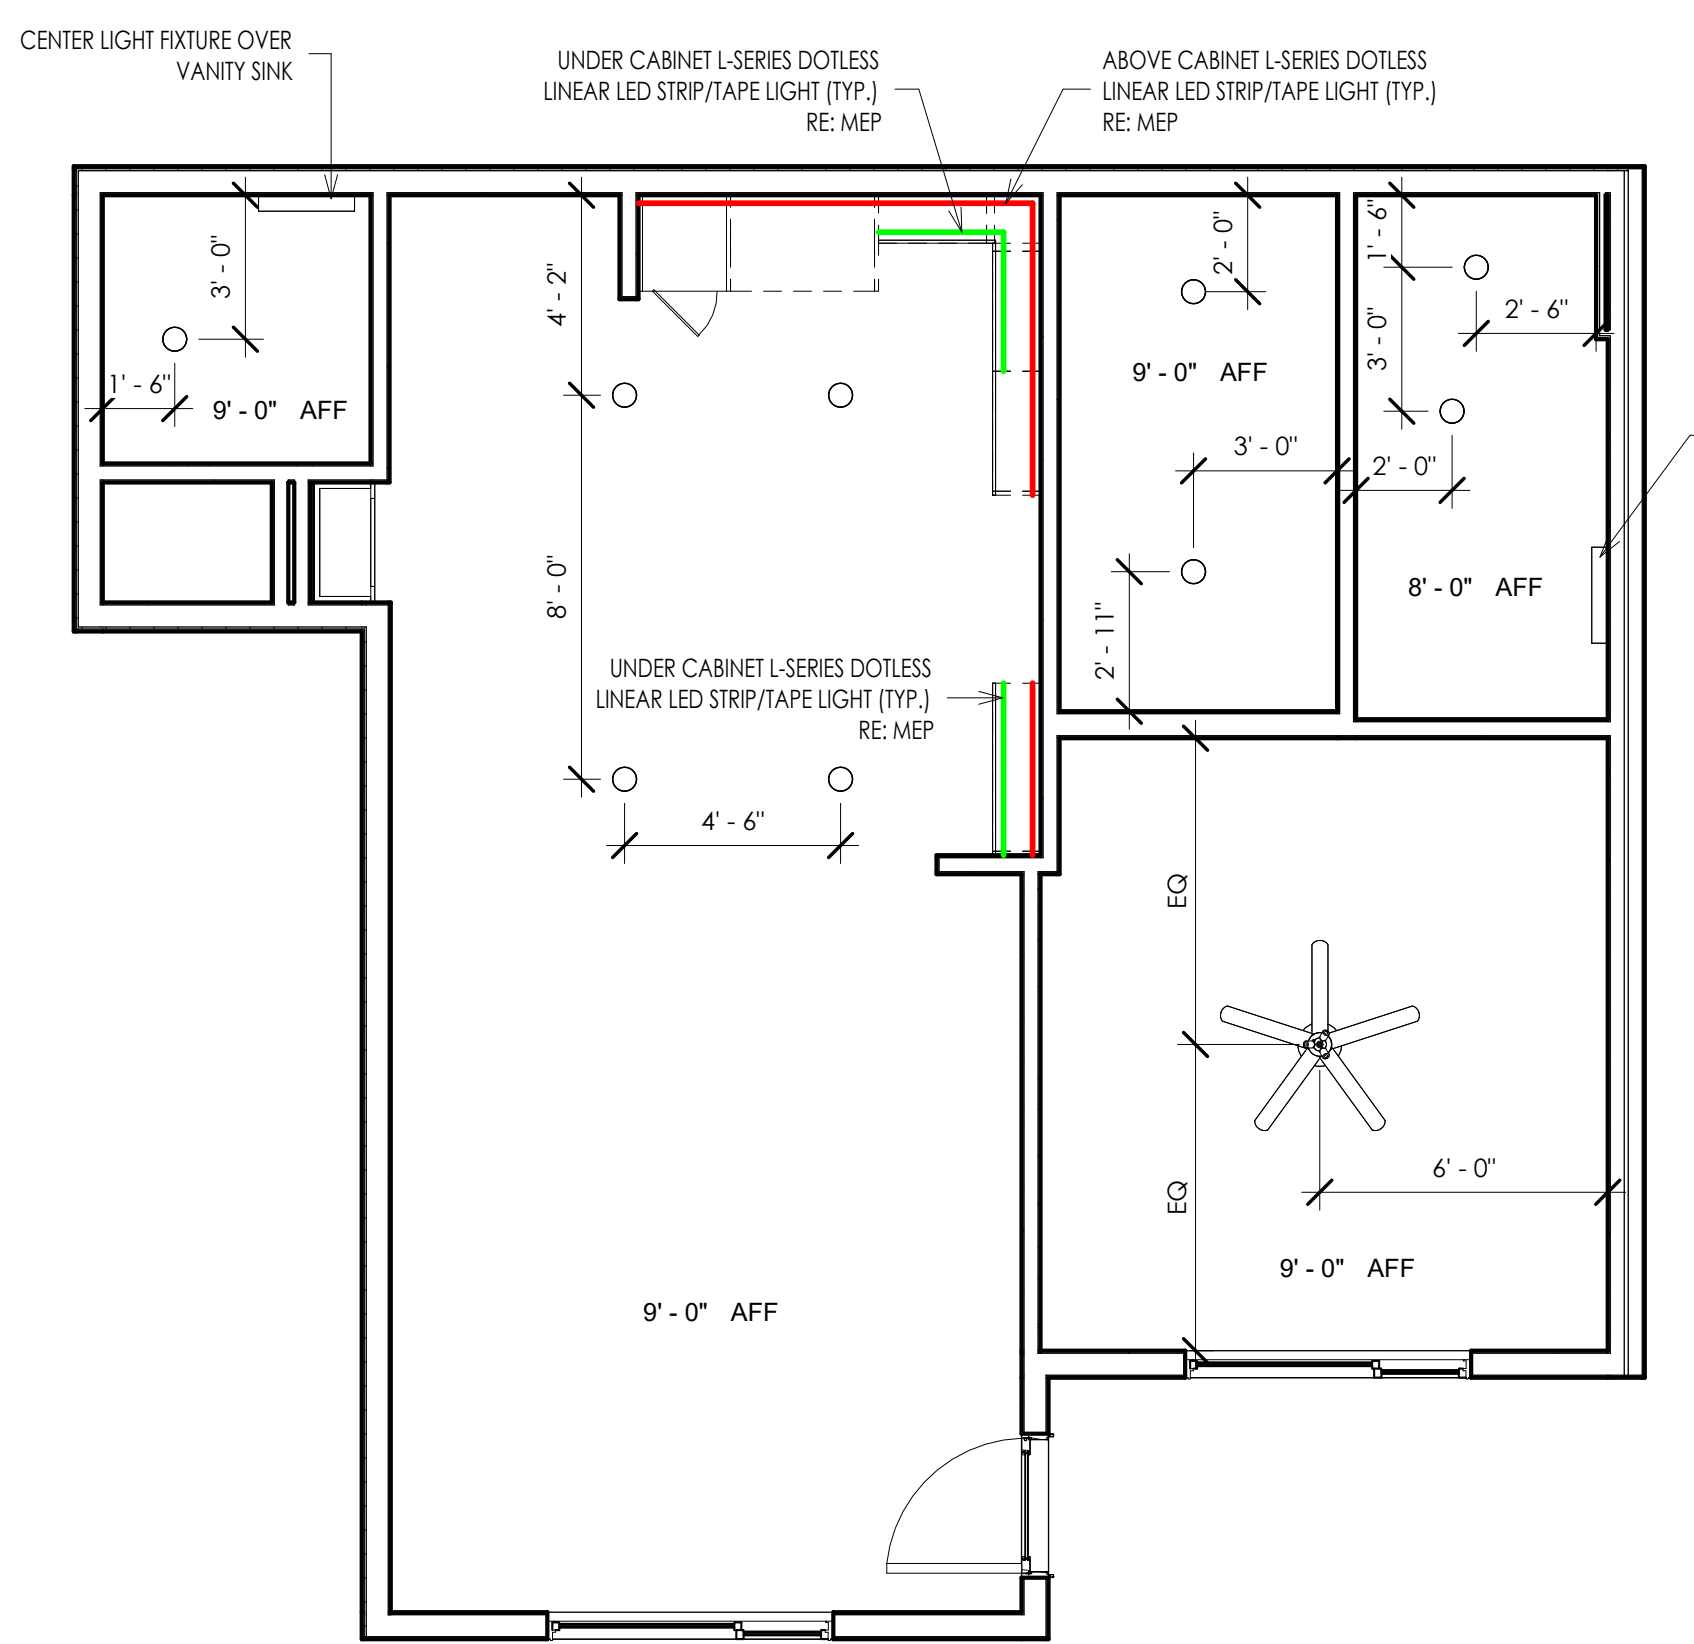 CENTER LIGHT FIXTURE OVER
VANITY SINK
UNDER CABINET L-SERIES DOTLESS
LINEAR LED STRIP/TAPE LIGHT (TYP.)
RE: MEP
ABOVE CABINET L-SERIES DOTLESS
LINEAR LED STRIP/TAPE LIGHT (TYP.)
RE: MEP
3' - 0"
1' - 6"
9' - 0" AFF
4' - 2"
8' - 0"
2' - 0"
9' - 0" AFF
3' - 0"
2' - 11"
1' - 6"
3' - 0"
2' - 6"
2' - 0"
8' - 0" AFF
UNDER CABINET L-SERIES DOTLESS
LINEAR LED STRIP/TAPE LIGHT (TYP.)
RE: MEP
4' - 6"
EQ
EQ
6' - 0"
9' - 0" AFF
9' - 0" AFF